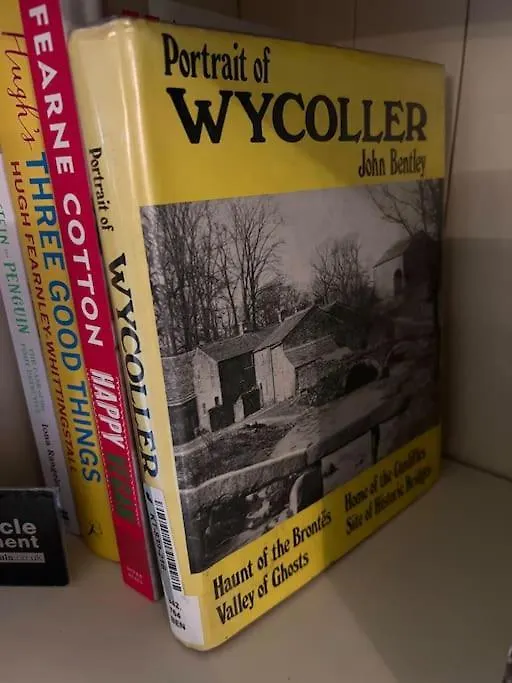 Portrait of
WYCOLLER
John Bentley
Haunt of the Brontës
Valley of Ghosts
Home of the Cunliffes
Site of Historic Bridges
Portrait of WYCOLLER
FEARNE COTTON HAPPY
Hugh's THREE GOOD THINGS
HUGH FEARNLEY-WHITTINGSTALL
PENGUIN